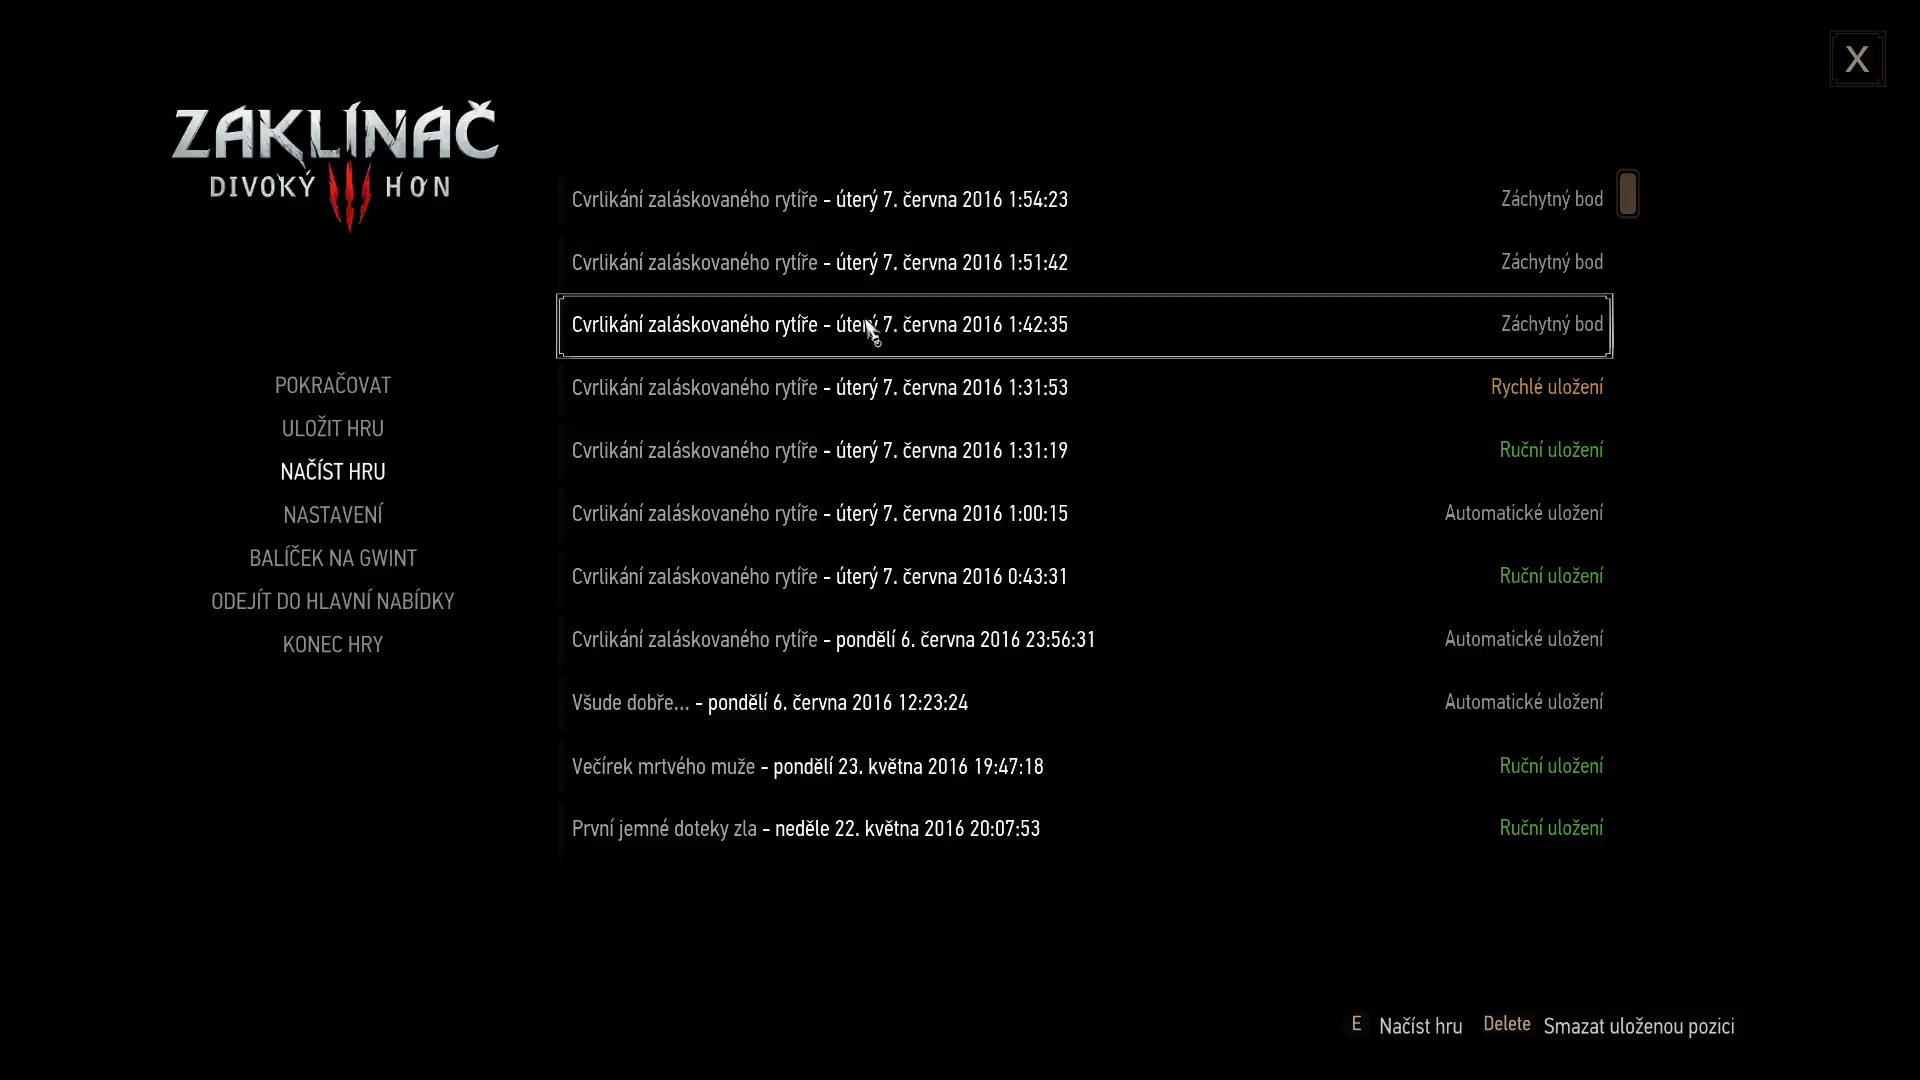 X
ZAKLÍNAČ
DIVOKÝ III HON
Cvrlikání zaláskovaného rytíře - úterý 7. června 2016 1:54:23 Záchytný bod
Cvrlikání zaláskovaného rytíře - úterý 7. června 2016 1:51:42 Záchytný bod
Cvrlikání zaláskovaného rytíře - úterý 7. června 2016 1:42:35 Záchytný bod
Cvrlikání zaláskovaného rytíře - úterý 7. června 2016 1:31:53 Rychlé uložení
Cvrlikání zaláskovaného rytíře - úterý 7. června 2016 1:31:19 Ruční uložení
Cvrlikání zaláskovaného rytíře - úterý 7. června 2016 1:00:15 Automatické uložení
Cvrlikání zaláskovaného rytíře - úterý 7. června 2016 0:43:31 Ruční uložení
Cvrlikání zaláskovaného rytíře - pondělí 6. června 2016 23:56:31 Automatické uložení
Všude dobře... - pondělí 6. června 2016 12:23:24 Automatické uložení
Večírek mrtvého muže - pondělí 23. května 2016 19:47:18 Ruční uložení
První jemné doteky zla - neděle 22. května 2016 20:07:53 Ruční uložení
POKRAČOVAT
ULOŽIT HRU
NAČÍST HRU
NASTAVENÍ
BALÍČEK NA GWINT
ODEJÍT DO HLAVNÍ NABÍDKY
KONEC HRY
E Načíst hru Delete Smazat uloženou pozici